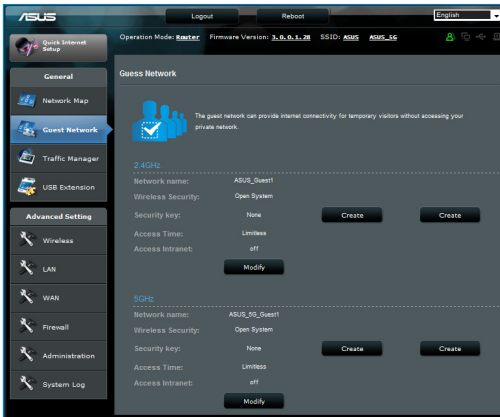 ASUS
Logout
Reboot
English
Quick Internet Setup
Operation Mode: Router Firmware Version: 3.0.0.1.28 SSID: ASUS ASUS_5G
General
Network Map
Guest Network
Traffic Manager
USB Extension
Advanced Setting
Wireless
LAN
WAN
Firewall
Administration
System Log
Guess Network
The guest network can provide internet connectivity for temporary visitors without accessing your
private network.
2.4GHz
Network name: ASUS_Guest1
Wireless Security: Open System
Security key: None Create Create
Access Time: Limitless
Access Intranet: off
Modify
5GHz
Network name: ASUS_5G_Guest1
Wireless Security: Open System
Security key: None Create Create
Access Time: Limitless
Access Intranet: off
Modify